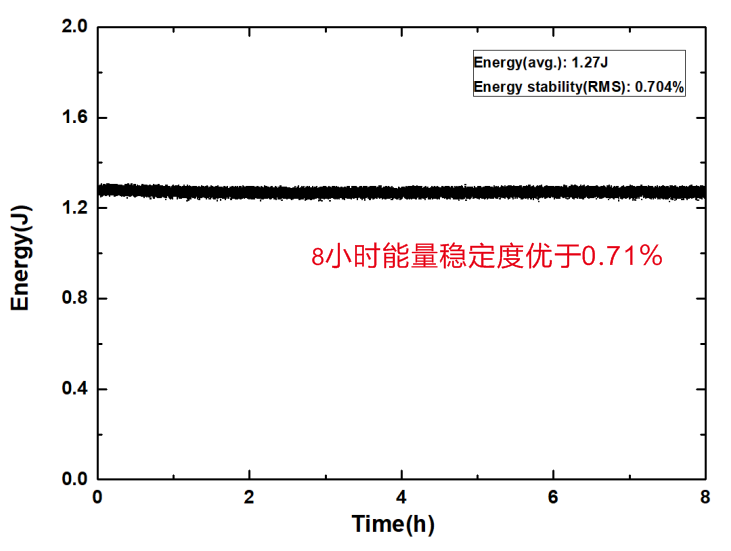 2.0
Energy(avg.): 1.27J
Energy stability(RMS): 0.704%
1.6
1.2
8小时能量稳定度优于0.71%
0.8
0.4
0.0
Energy(J)
0 2 4 6 8
Time(h)